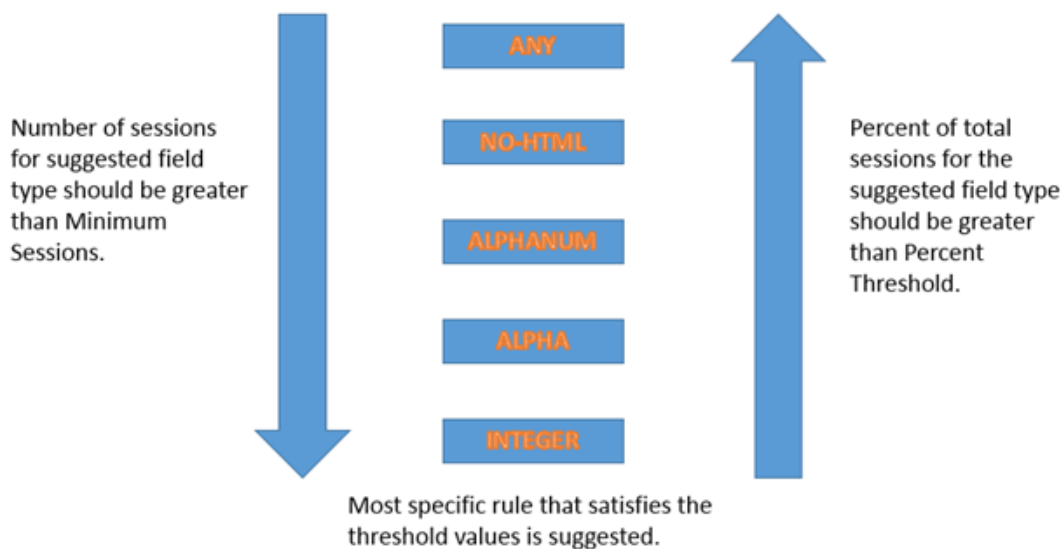 ANY
Number of sessions
for suggested field
type should be greater
than Minimum
Sessions.
NO-HTML
ALPHANUM
ALPHA
INTEGER
Percent of total
sessions for the
suggested field type
should be greater
than Percent
Threshold.
Most specific rule that satisfies the
threshold values is suggested.